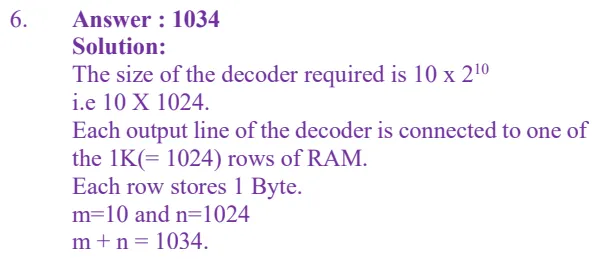 6. Answer : 1034
Solution:
The size of the decoder required is 10 x 2¹⁰
i.e 10 X 1024.
Each output line of the decoder is connected to one of
the 1K(= 1024) rows of RAM.
Each row stores 1 Byte.
m=10 and n=1024
m + n = 1034.